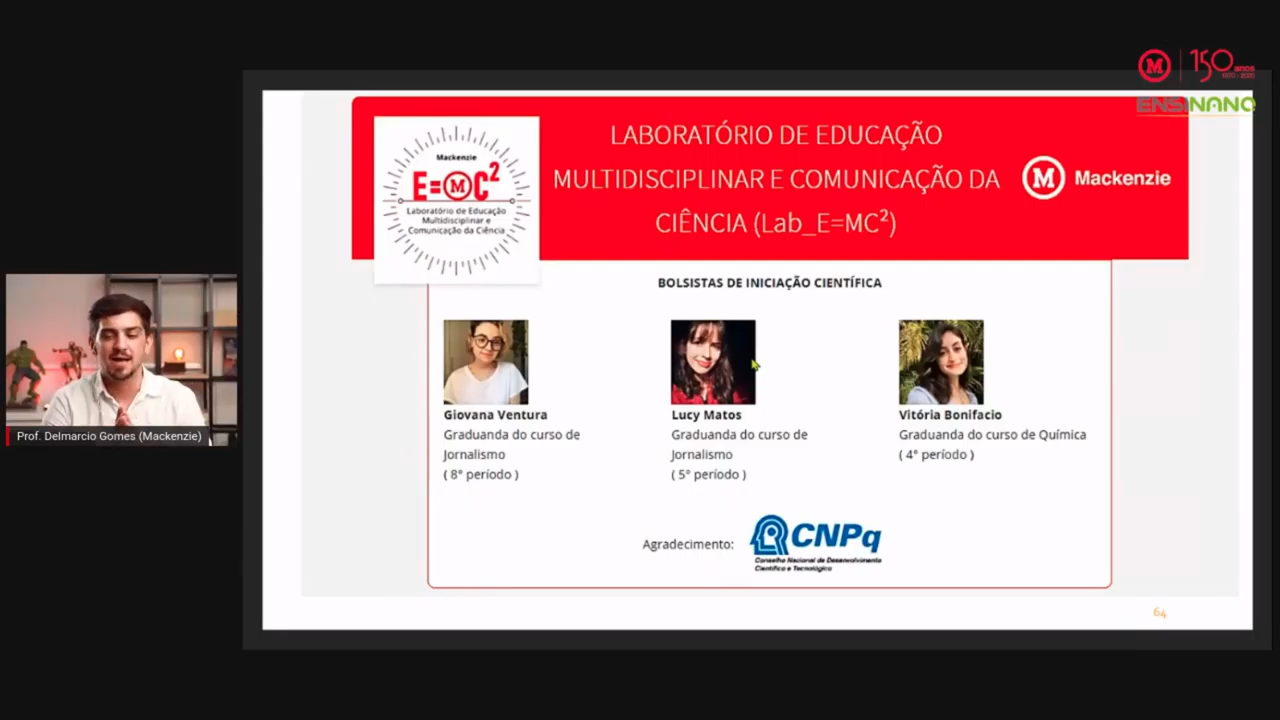 M 150 anos
1870 - 2020
ENSINANO
LABORATÓRIO DE EDUCAÇÃO
MULTIDISCIPLINAR E COMUNICAÇÃO DA
CIÊNCIA (Lab_E=MC²)
M Mackenzie
Mackenzie
E=MC²
Laboratório de Educação
Multidisciplinar e
Comunicação da Ciência
BOLSISTAS DE INICIAÇÃO CIENTÍFICA
Giovana Ventura
Graduanda do curso de
Jornalismo
( 8° período )
Lucy Matos
Graduanda do curso de
Jornalismo
( 5° período )
Vitória Bonifacio
Graduanda do curso de Química
( 4° período )
Prof. Delmarcio Gomes (Mackenzie)
Agradecimento:
CNPq
Conselho Nacional de Desenvolvimento
Científico e Tecnológico
64